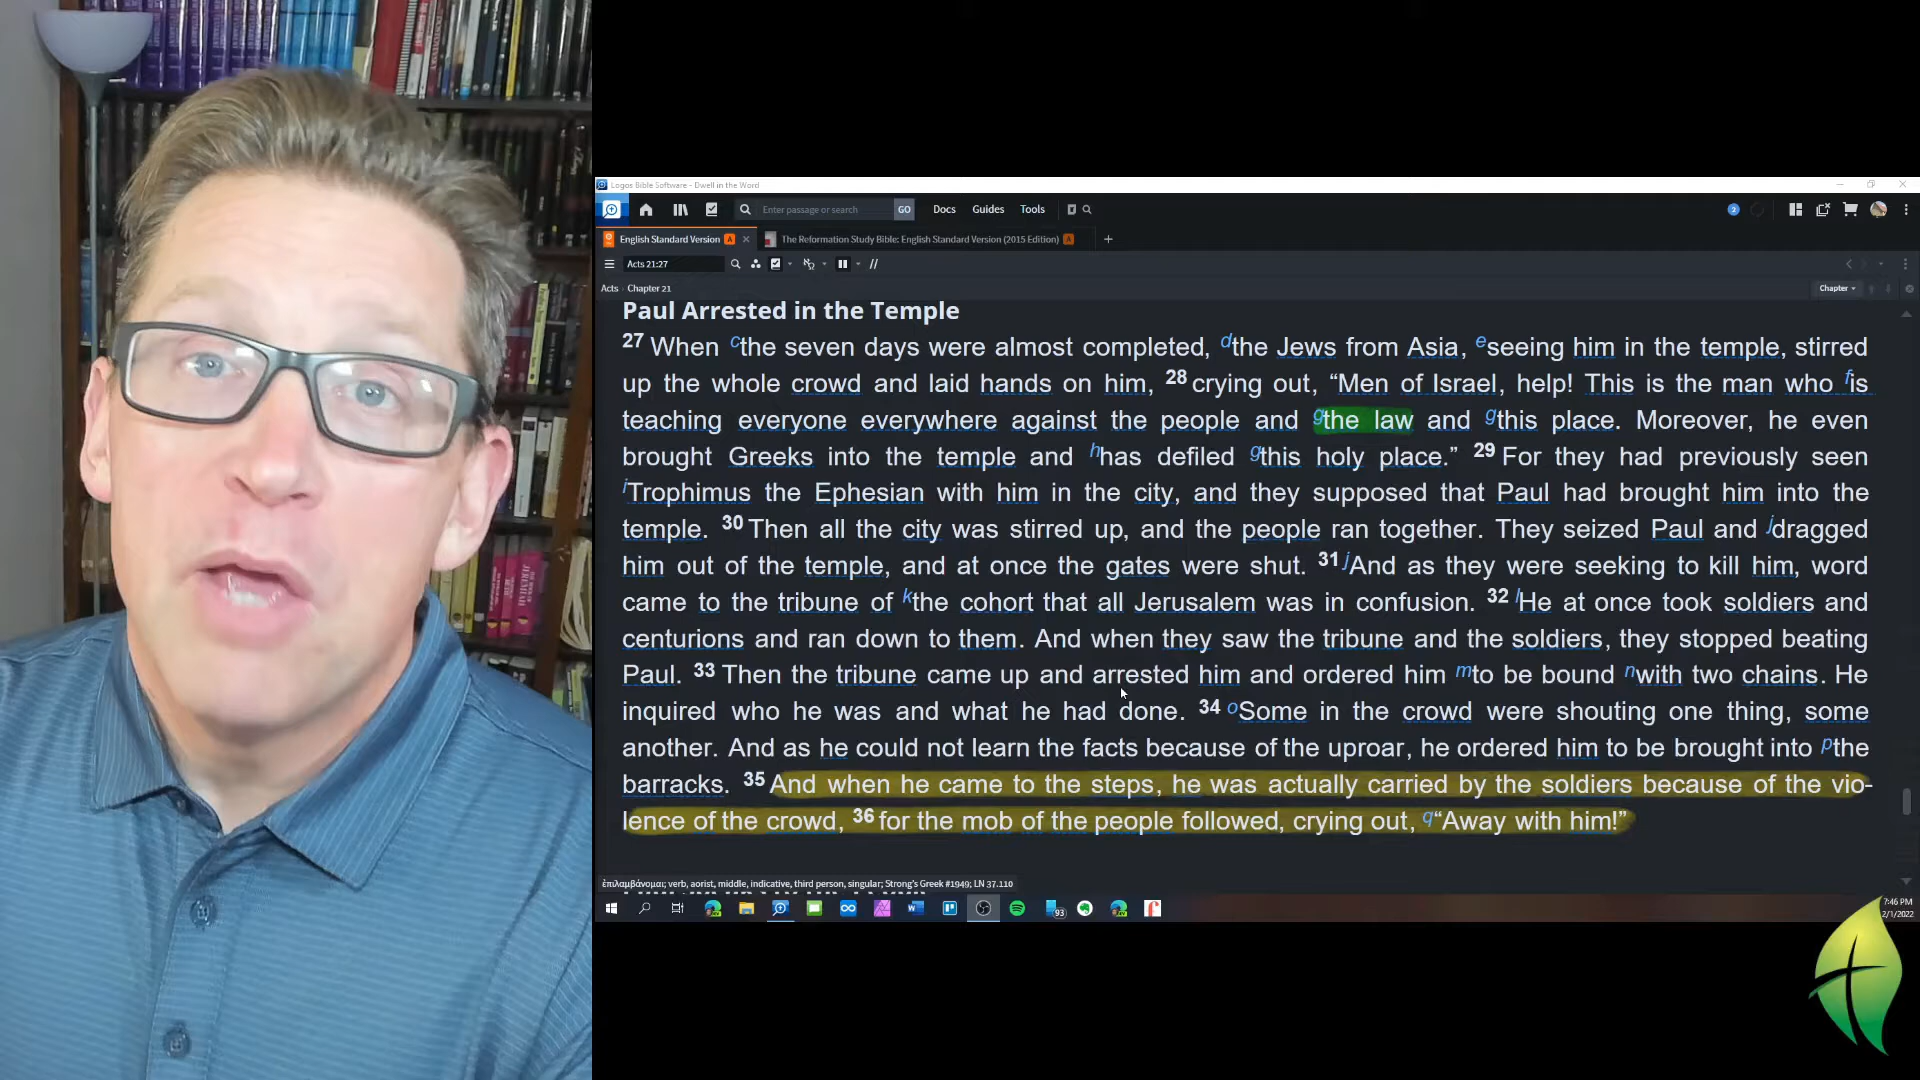 Logos Bible Software - Dwell in the Word
Enter passage or search GO Docs Guides Tools 2
English Standard Version A × The Reformation Study Bible: English Standard Version (2015 Edition) A +
Acts 21:27 //
Acts › Chapter 21 Chapter
Paul Arrested in the Temple
27 When cthe seven days were almost completed, dthe Jews from Asia, eseeing him in the temple, stirred
up the whole crowd and laid hands on him, 28 crying out, “Men of Israel, help! This is the man who fis
teaching everyone everywhere against the people and gthe law and gthis place. Moreover, he even
brought Greeks into the temple and hhas defiled gthis holy place.” 29 For they had previously seen
iTrophimus the Ephesian with him in the city, and they supposed that Paul had brought him into the
temple. 30 Then all the city was stirred up, and the people ran together. They seized Paul and jdragged
him out of the temple, and at once the gates were shut. 31 jAnd as they were seeking to kill him, word
came to the tribune of kthe cohort that all Jerusalem was in confusion. 32 lHe at once took soldiers and
centurions and ran down to them. And when they saw the tribune and the soldiers, they stopped beating
Paul. 33 Then the tribune came up and arrested him and ordered him mto be bound nwith two chains. He
inquired who he was and what he had done. 34 oSome in the crowd were shouting one thing, some
another. And as he could not learn the facts because of the uproar, he ordered him to be brought into pthe
barracks. 35 And when he came to the steps, he was actually carried by the soldiers because of the vio-
lence of the crowd, 36 for the mob of the people followed, crying out, q“Away with him!”
ἐπιλαμβάνομαι; verb, aorist, middle, indicative, third person, singular; Strong's Greek #1949; LN 37.110
93
7:46 PM
2/1/2022